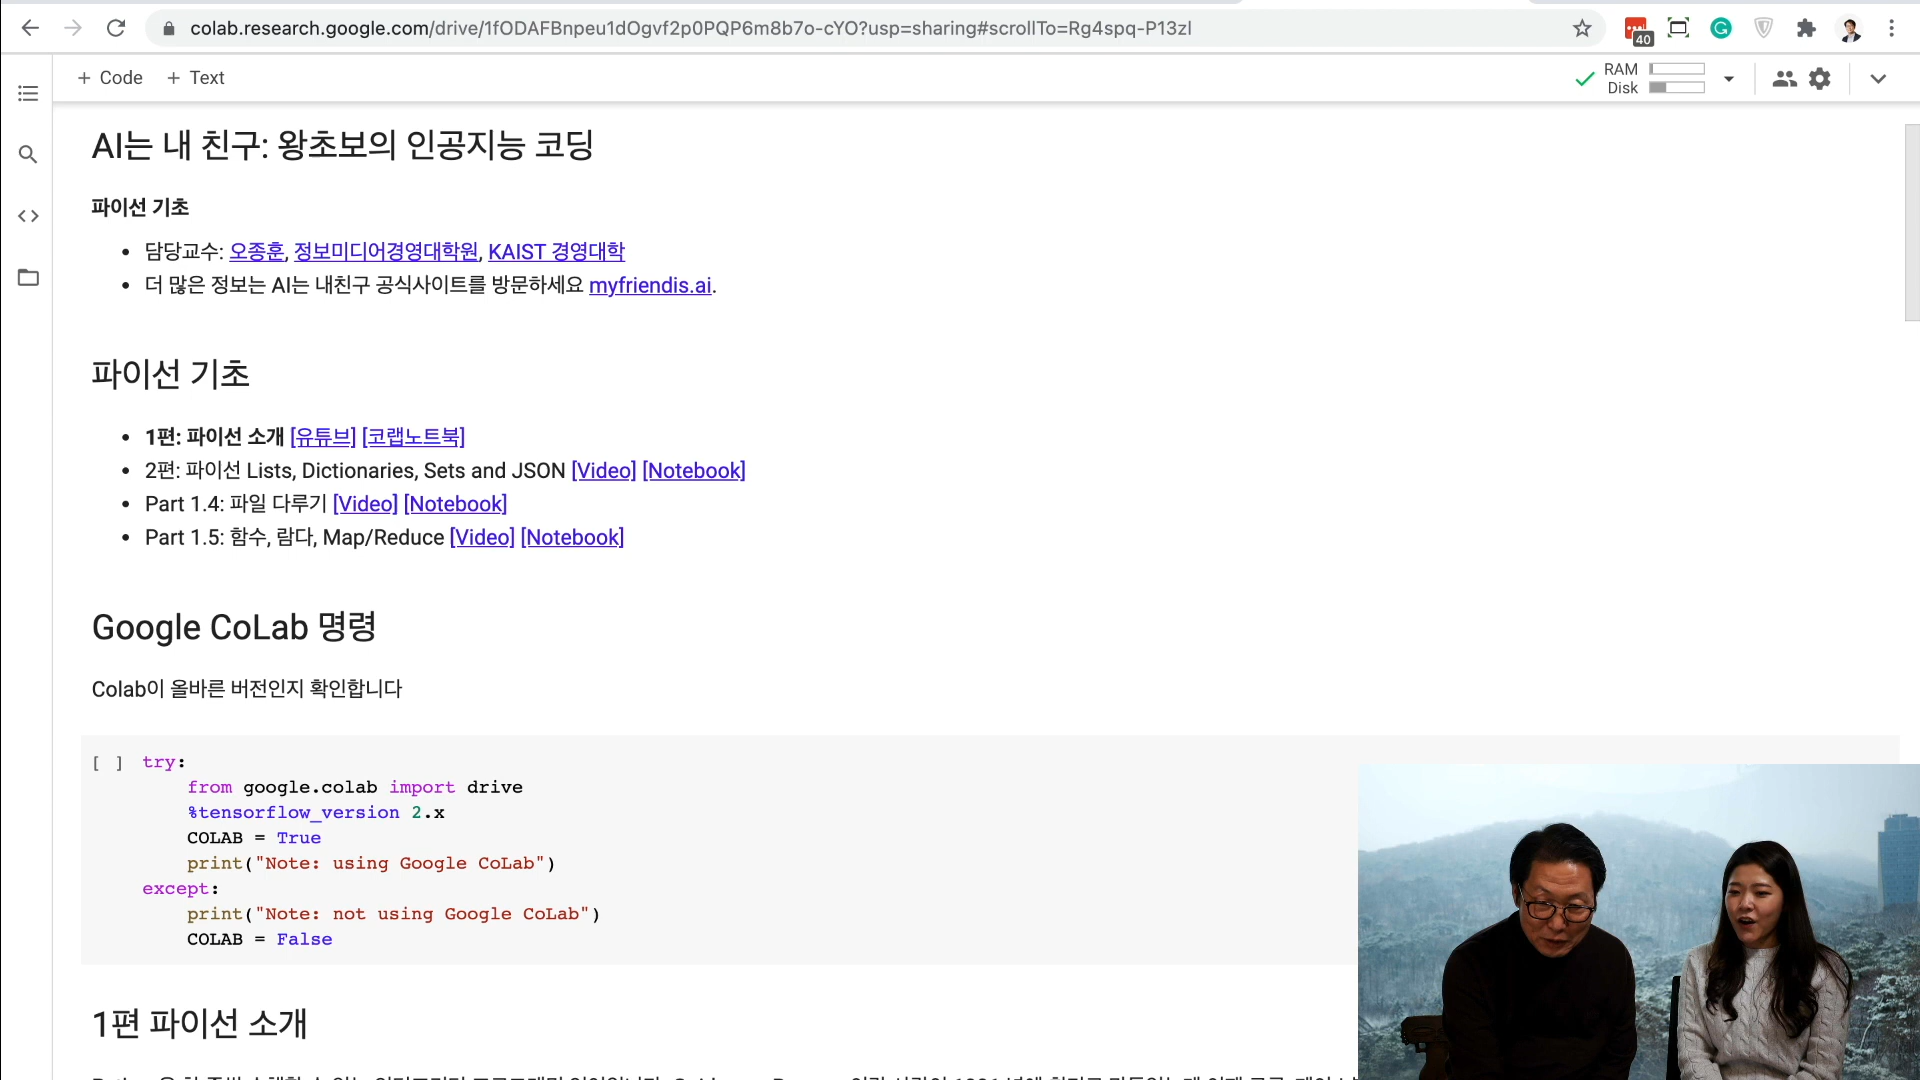 colab.research.google.com/drive/1fODAFBnpeu1dOgvf2p0PQP6m8b7o-cYO?usp=sharing#scrollTo=Rg4spq-P13zl
40
+ Code + Text
RAM
Disk
AI는 내 친구: 왕초보의 인공지능 코딩
파이선 기초
담당교수: 오종훈, 정보미디어경영대학원, KAIST 경영대학
더 많은 정보는 AI는 내친구 공식사이트를 방문하세요 myfriendis.ai.
파이선 기초
1편: 파이선 소개 [유튜브] [코랩노트북]
2편: 파이선 Lists, Dictionaries, Sets and JSON [Video] [Notebook]
Part 1.4: 파일 다루기 [Video] [Notebook]
Part 1.5: 함수, 람다, Map/Reduce [Video] [Notebook]
Google CoLab 명령
Colab이 올바른 버전인지 확인합니다
[ ] try:
from google.colab import drive
%tensorflow_version 2.x
COLAB = True
print("Note: using Google CoLab")
except:
print("Note: not using Google CoLab")
COLAB = False
1편 파이선 소개